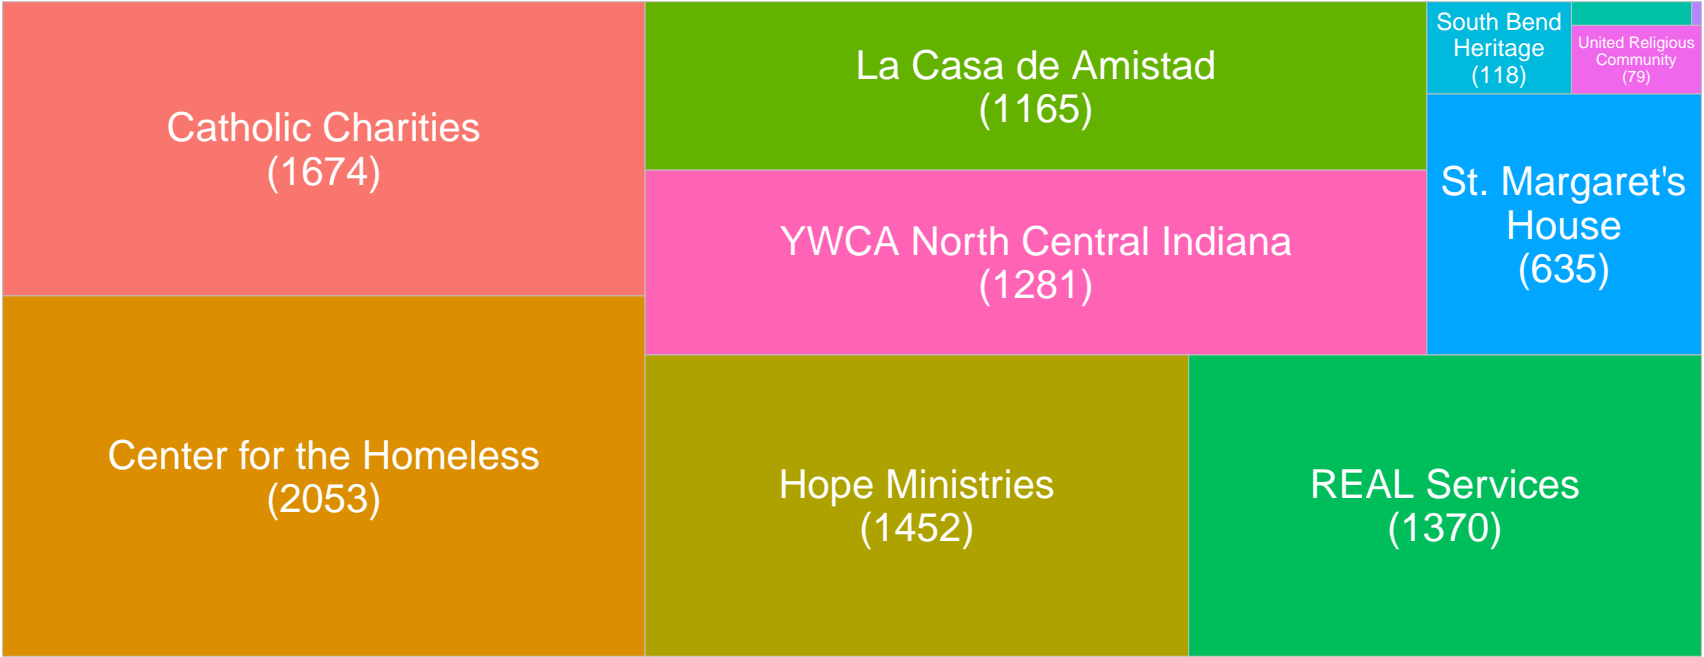 Catholic Charities
(1674)
Center for the Homeless
(2053)
La Casa de Amistad
(1165)
YWCA North Central Indiana
(1281)
Hope Ministries
(1452)
REAL Services
(1370)
South Bend
Heritage
(118)
United Religious
Community
(79)
St. Margaret's
House
(635)